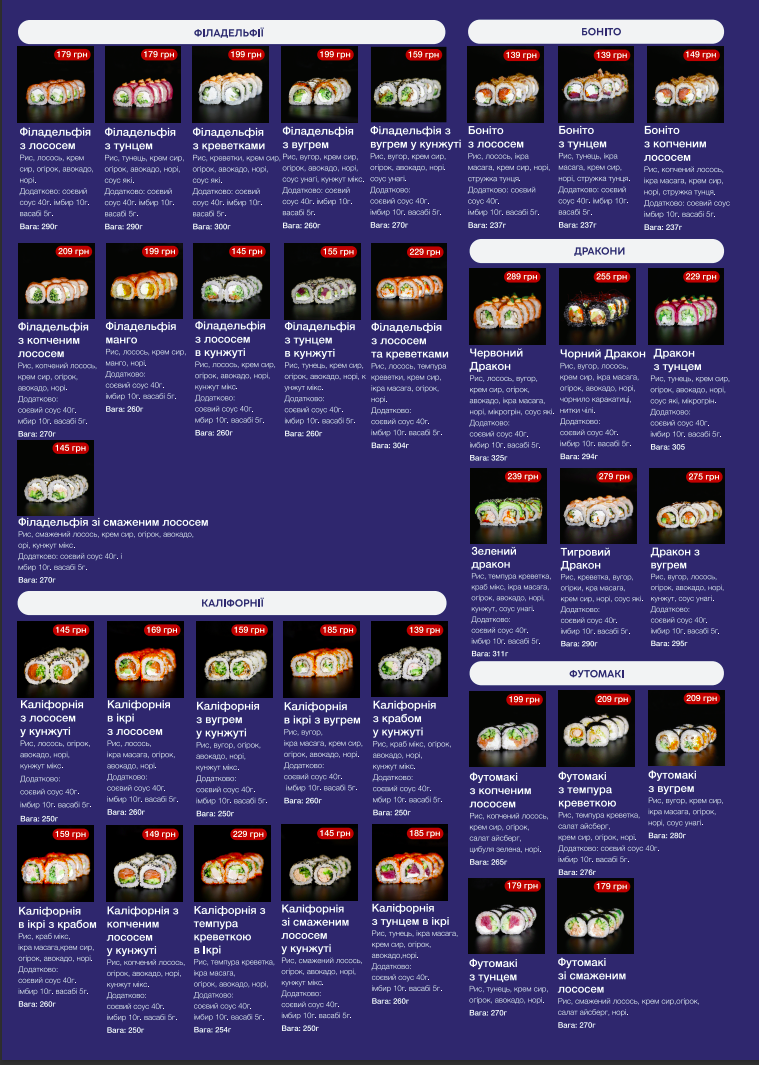 ФІЛАДЕЛЬФІЇ
179 грн
Філадельфія
з лососем
Рис, лосось, крем
сир, огірок, авокадо,
норі.
Додатково: соєвий
соус 40г. імбир 10г.
васабі 5г.
Вага: 290г
179 грн
Філадельфія
з тунцем
Рис, тунець, крем сир,
огірок, авокадо, норі,
соус які.
Додатково: соєвий
соус 40г. імбир 10г.
васабі 5г.
Вага: 290г
199 грн
Філадельфія
з креветками
Рис, креветки, крем сир,
огірок, авокадо, норі,
соус які.
Додатково: соєвий
соус 40г. імбир 10г.
васабі 5г.
Вага: 300г
199 грн
Філадельфія
з вугрем
Рис, вугор, крем сир,
огірок, авокадо, норі,
соус унагі, кунжут мікс.
Додатково: соєвий
соус 40г. імбир 10г.
васабі 5г.
Вага: 260г
159 грн
Філадельфія з
вугрем у кунжуті
Рис, вугор, крем сир,
огірок, авокадо, норі,
соус унагі.
Додатково:
соєвий соус 40г.
імбир 10г. васабі 5г.
Вага: 270г
209 грн
Філадельфія
з копченим
лососем
Рис, копчений лосось,
крем сир, огірок,
авокадо, норі.
Додатково:
соєвий соус 40г.
мбир 10г. васабі 5г.
Вага: 270г
199 грн
Філадельфія
манго
Рис, лосось, крем сир,
манго, норі.
Додатково:
соєвий соус 40г.
мбир 10г. васабі 5г.
Вага: 260г
145 грн
Філадельфія
з лососем
в кунжуті
Рис, лосось, крем сир,
огірок, авокадо, норі,
кунжут мікс.
Додатково:
соєвий соус 40г.
імбир 10г. васабі 5г.
Вага: 260г
155 грн
Філадельфія
з тунцем
в кунжуті
Рис, тунець, крем сир,
огірок, авокадо, норі, к
унжут мікс.
Додатково:
соєвий соус 40г.
імбир 10г. васабі 5г.
Вага: 260г
229 грн
Філадельфія
з лососем
та креветками
Рис, лосось, темпура
креветки, крем сир,
ікра масага, огірок,
норі.
Додатково:
соєвий соус 40г.
імбир 10г. васабі 5г.
Вага: 304г
145 грн
Філадельфія зі смаженим лососем
Рис, смажений лосось, крем сир, огірок, авокадо,
орі, кунжут мікс.
Додатково: соєвий соус 40г. і
мбир 10г. васабі 5г.
Вага: 270г
КАЛІФОРНІЇ
145 грн
Каліфорнія
з лососем
у кунжуті
Рис, лосось, огірок,
авокадо, норі,
кунжут мікс.
Додатково:
соєвий соус 40г.
імбир 10г. васабі 5г.
Вага: 250г
169 грн
Каліфорнія
в ікрі
з лососем
Рис, лосось,
ікра масага, огірок,
авокадо, норі.
Додатково:
соєвий соус 40г.
імбир 10г. васабі 5г.
Вага: 260г
159 грн
Каліфорнія
з вугрем
у кунжуті
Рис, вугор, огірок,
авокадо, норі,
кунжут мікс.
Додатково:
соєвий соус 40г.
імбир 10г. васабі 5г.
Вага: 250г
185 грн
Каліфорнія
в ікрі з вугрем
Рис, вугор,
ікра масага, крем сир,
огірок, авокадо, норі.
Додатково:
соєвий соус 40г.
імбир 10г. васабі 5г.
Вага: 260г
139 грн
Каліфорнія
з крабом
у кунжуті
Рис, краб мікс, огірок,
авокадо, норі,
кунжут мікс.
Додатково:
соєвий соус 40г.
імбир 10г. васабі 5г.
Вага: 250г
159 грн
Каліфорнія
в ікрі з крабом
Рис, краб мікс,
ікра масага,крем сир,
огірок, авокадо, норі.
Додатково:
соєвий соус 40г.
імбир 10г. васабі 5г.
Вага: 260г
149 грн
Каліфорнія з
копченим
лососем
у кунжуті
Рис, копчений лосось,
огірок, авокадо, норі,
кунжут мікс.
Додатково:
соєвий соус 40г.
імбир 10г. васабі 5г.
Вага: 250г
229 грн
Каліфорнія з
темпура
креветкою
в Ікрі
Рис, темпура креветка,
ікра масага,
огірок, авокадо, норі,
Додатково:
соєвий соус 40г.
імбир 10г. васабі 5г.
Вага: 254г
145 грн
Каліфорнія
зі смаженим
лососем
у кунжуті
Рис, смажений лосось,
огірок, авокадо, норі,
кунжут мікс.
Додатково:
соєвий соус 40г.
імбир 10г. васабі 5г.
Вага: 250г
185 грн
Каліфорнія
з тунцем в ікрі
Рис, тунець, ікра масага,
крем сир, огірок,
авокадо,норі.
Додатково:
соєвий соус 40г.
імбир 10г. васабі 5г.
Вага: 260г
БОНІТО
139 грн
Боніто
з лососем
Рис, лосось, ікра
масага, крем сир, норі,
стружка тунця.
Додатково: соєвий
соус 40г.
імбир 10г. васабі 5г.
Вага: 237г
139 грн
Боніто
з тунцем
Рис, тунець, ікра
масага, крем сир,
норі, стружка тунця.
Додатково: соєвий
соус 40г. імбир 10г.
васабі 5г.
Вага: 237г
149 грн
Боніто
з копченим
лососем
Рис, копчений лосось,
ікра масага, крем сир,
норі, стружка тунця,
Додатково: соєвий соус
40г.
імбир 10г. васабі 5г.
Вага: 237г
ДРАКОНИ
289 грн
Червоний
Дракон
Рис, лосось, вугор,
крем сир, огірок,
авокадо, ікра масага,
норі, мікрогрін, соус які.
Додатково:
соєвий соус 40г.
імбир 10г. васабі 5г.
Вага: 325г
255 грн
Чорний Дракон
Рис, вугор, лосось,
крем сир, ікра масага,
огірок, авокадо, норі,
чорнило каракатиці,
нитки чілі.
Додатково:
соєвий соус 40г.
імбир 10г. васабі 5г.
Вага: 294г
229 грн
Дракон
з тунцем
Рис, тунець, крем сир,
огірок, авокадо, норі,
соус які, мікрогрін.
Додатково:
соєвий соус 40г.
імбир 10г. васабі 5г.
Вага: 305
239 грн
Зелений
дракон
Рис, темпура креветка,
краб мікс, ікра масага,
огірок, авокадо, норі,
кунжут, соус унагі.
Додатково:
соєвий соус 40г.
імбир 10г. васабі 5г.
Вага: 311г
279 грн
Тигровий
Дракон
Рис, креветка, вугор,
огірки, кра масага,
крем сир, норі, соус які.
Додатково:
соєвий соус 40г.
імбир 10г. васабі 5г.
Вага: 290г
275 грн
Дракон з
вугрем
Рис, вугор, лосось,
огірок, авокадо, норі,
кунжут, соус унагі.
Додатково:
соєвий соус 40г.
імбир 10г. васабі 5г.
Вага: 295г
ФУТОМАКІ
199 грн
Футомакі
з копченим
лососем
Рис, копчений лосось,
крем сир, огірок,
салат айсберг,
цибуля зелена, норі.
Вага: 265г
209 грн
Футомакі
з темпура
креветкою
Рис, темпура креветка,
салат айсберг,
крем сир, огірок, норі.
Додатково: соєвий соус 40г.
імбир 10г. васабі 5г.
Вага: 276г
209 грн
Футомакі
з вугрем
Рис, вугор, крем сир,
ікра масага, огірок,
норі, соус унагі.
Вага: 280г
179 грн
Футомакі
з тунцем
Рис, тунець, крем сир,
огірок, авокадо, норі.
Вага: 270г
179 грн
Футомакі
зі смаженим
лососем
Рис, смажений лосось, крем сир,огірок,
салат айсберг, норі.
Вага: 270г